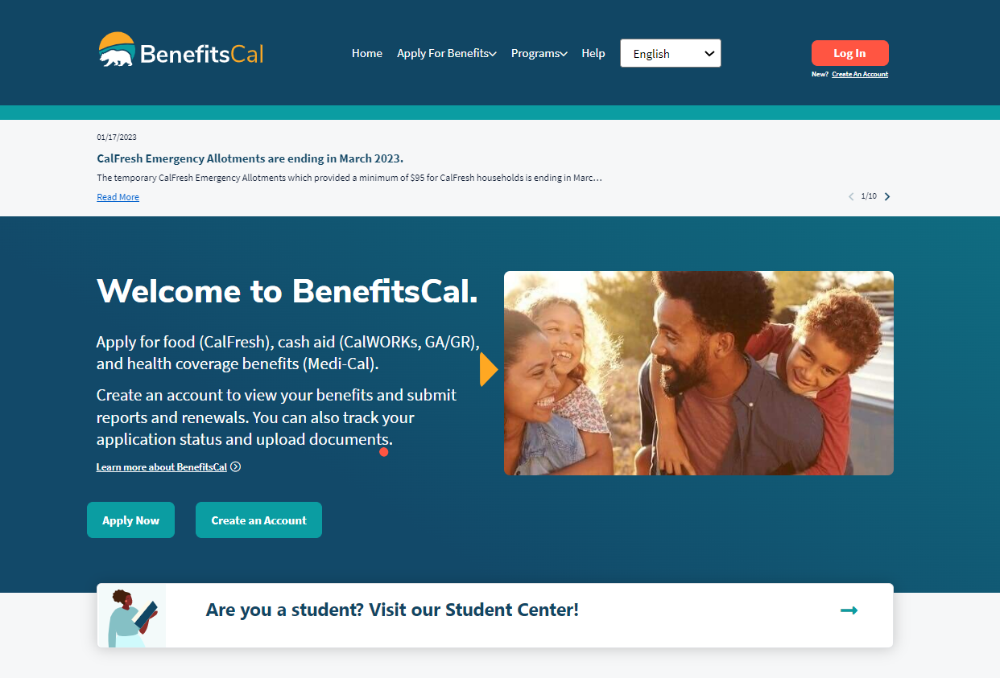 BenefitsCal
Home Apply For Benefits Programs Help English
Log In
New? Create An Account
01/17/2023
CalFresh Emergency Allotments are ending in March 2023.
The temporary CalFresh Emergency Allotments which provided a minimum of $95 for CalFresh households is ending in Marc...
Read More
1/10
Welcome to BenefitsCal.
Apply for food (CalFresh), cash aid (CalWORKs, GA/GR),
and health coverage benefits (Medi-Cal).
Create an account to view your benefits and submit
reports and renewals. You can also track your
application status and upload documents.
Learn more about BenefitsCal
Apply Now
Create an Account
Are you a student? Visit our Student Center!